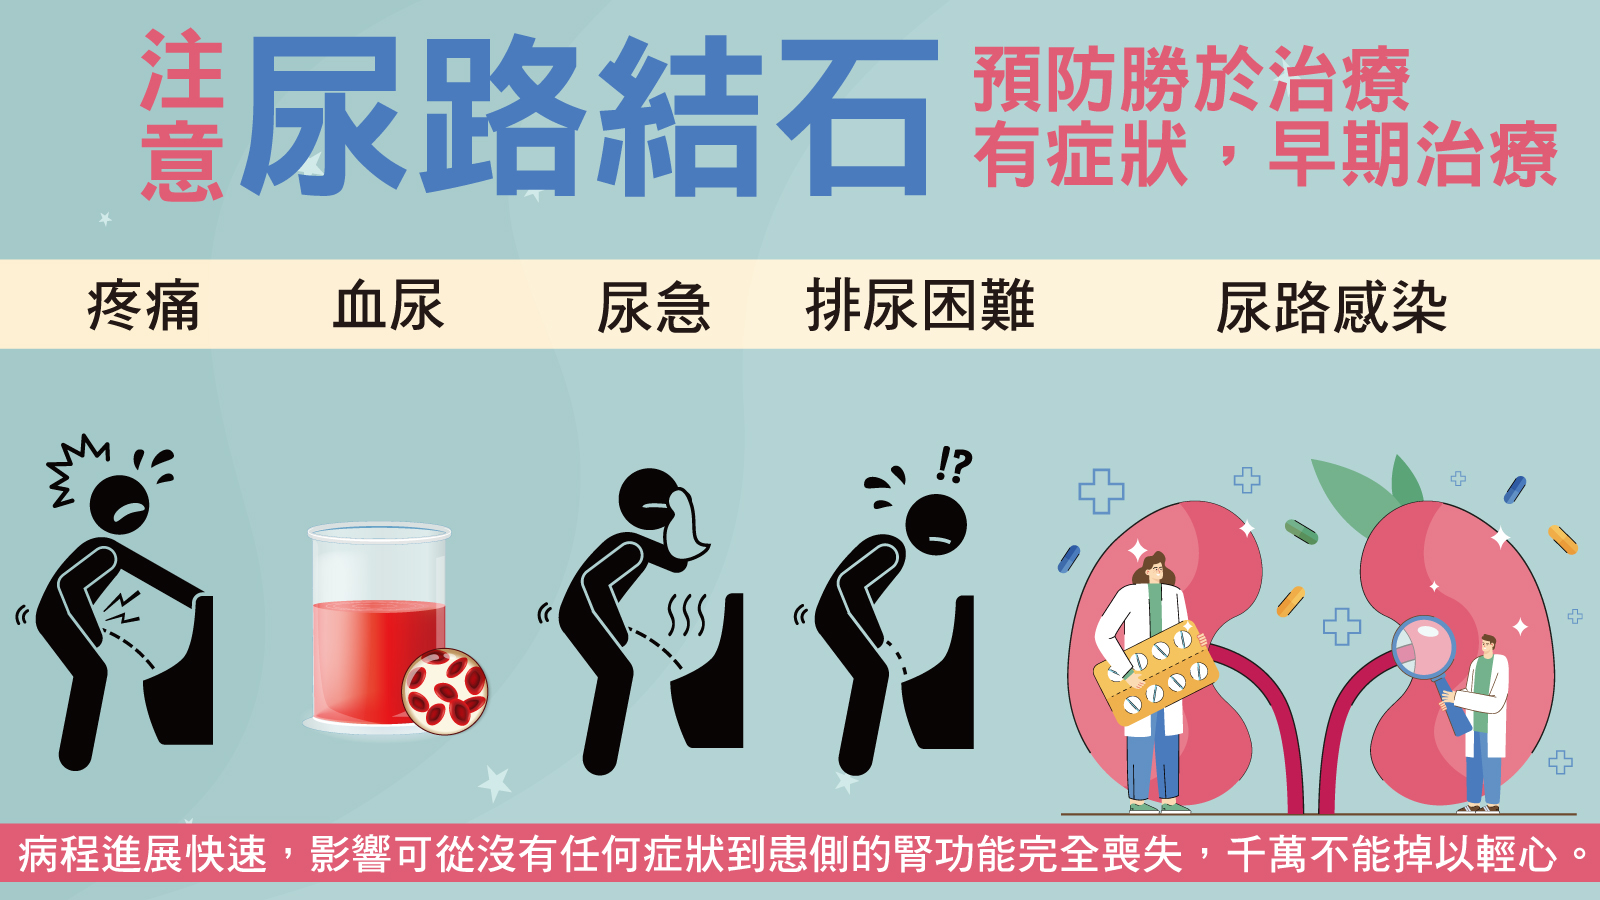 注意
尿路結石
預防勝於治療
有症狀，早期治療
疼痛
血尿
尿急
排尿困難
尿路感染
!?
病程進展快速，影響可從沒有任何症狀到患側的腎功能完全喪失，千萬不能掉以輕心。